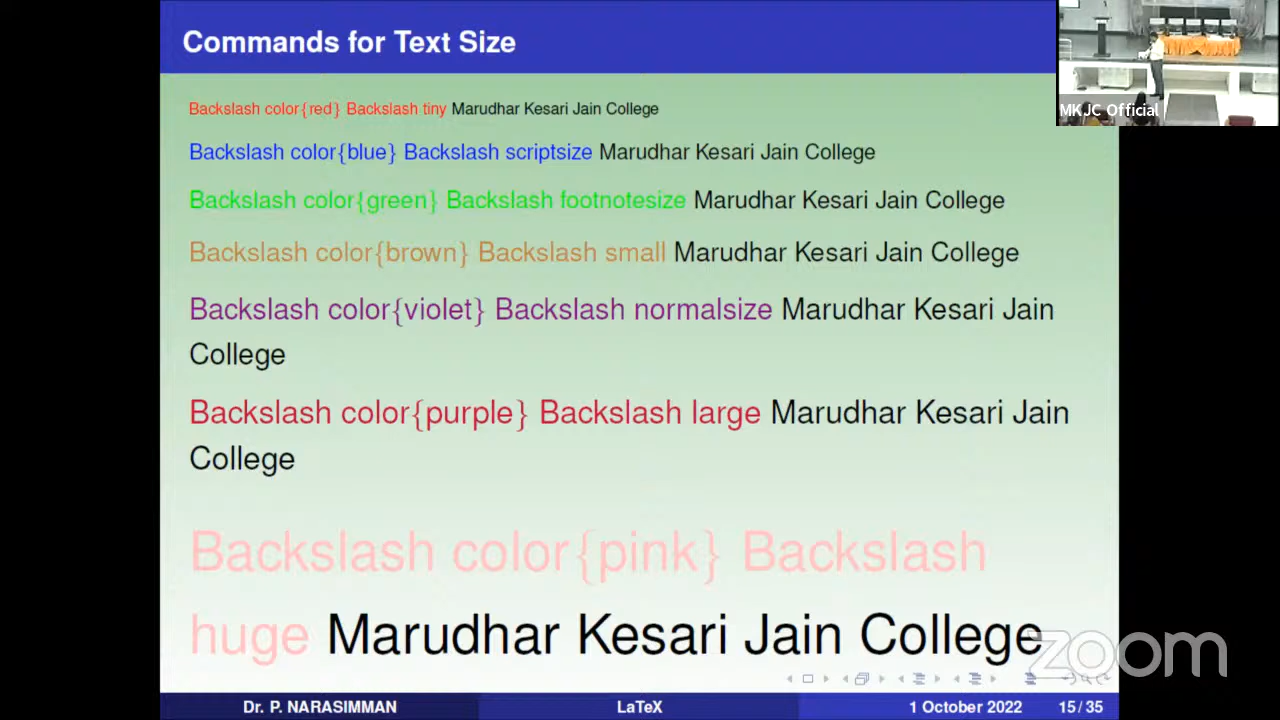 Commands for Text Size
MKJC Official
Backslash color{red} Backslash tiny Marudhar Kesari Jain College
Backslash color{blue} Backslash scriptsize Marudhar Kesari Jain College
Backslash color{green} Backslash footnotesize Marudhar Kesari Jain College
Backslash color{brown} Backslash small Marudhar Kesari Jain College
Backslash color{violet} Backslash normalsize Marudhar Kesari Jain
College
Backslash color{purple} Backslash large Marudhar Kesari Jain
College
Backslash color{pink} Backslash
huge Marudhar Kesari Jain College
zoom
Dr. P. NARASIMMAN LaTeX 1 October 2022 15/35